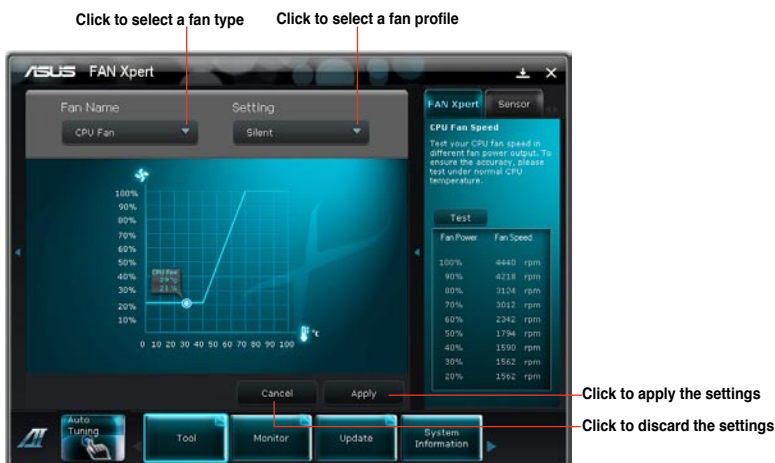 Click to select a fan type
Click to select a fan profile
ASUS FAN Xpert
Fan Name
Setting
CPU Fan
Silent
100%
90%
80%
70%
60%
50%
40%
30%
20%
10%
CPU Fan
29°C
21%
0 10 20 30 40 50 60 70 80 90 100
°C
Cancel
Apply
FAN Xpert
Sensor
CPU Fan Speed
Test your CPU fan speed in
different fan power output. To
ensure the accuracy, please
test under normal CPU
temperature.
Test
Fan Power Fan Speed
100% 4440 rpm
90% 4218 rpm
80% 3124 rpm
70% 3012 rpm
60% 2342 rpm
50% 1794 rpm
40% 1590 rpm
30% 1562 rpm
20% 1562 rpm
Click to apply the settings
Click to discard the settings
Auto
Tuning
Tool
Monitor
Update
System
Information